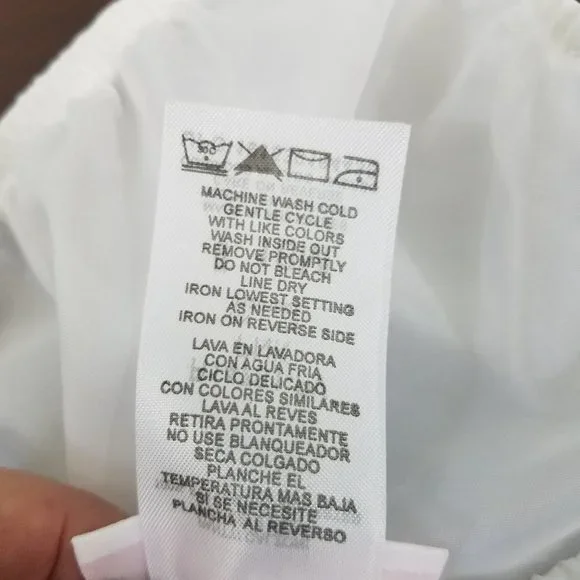 MACHINE WASH COLD
GENTLE CYCLE
WITH LIKE COLORS
WASH INSIDE OUT
REMOVE PROMPTLY
DO NOT BLEACH
LINE DRY
IRON LOWEST SETTING
AS NEEDED
IRON ON REVERSE SIDE
LAVA EN LAVADORA
CON AGUA FRIA
CICLO DELICADO
CON COLORES SIMILARES
LAVA AL REVES
RETIRA PRONTAMENTE
NO USE BLANQUEADOR
SECA COLGADO
PLANCHE EL
TEMPERATURA MAS BAJA
SI SE NECESITE
PLANCHA AL REVERSO